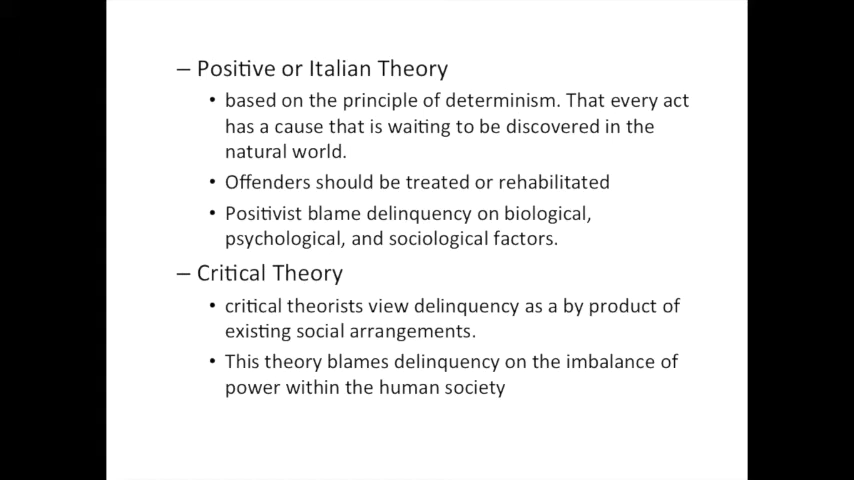 – Positive or Italian Theory
• based on the principle of determinism. That every act
has a cause that is waiting to be discovered in the
natural world.
• Offenders should be treated or rehabilitated
• Positivist blame delinquency on biological,
psychological, and sociological factors.
– Critical Theory
• critical theorists view delinquency as a by product of
existing social arrangements.
• This theory blames delinquency on the imbalance of
power within the human society